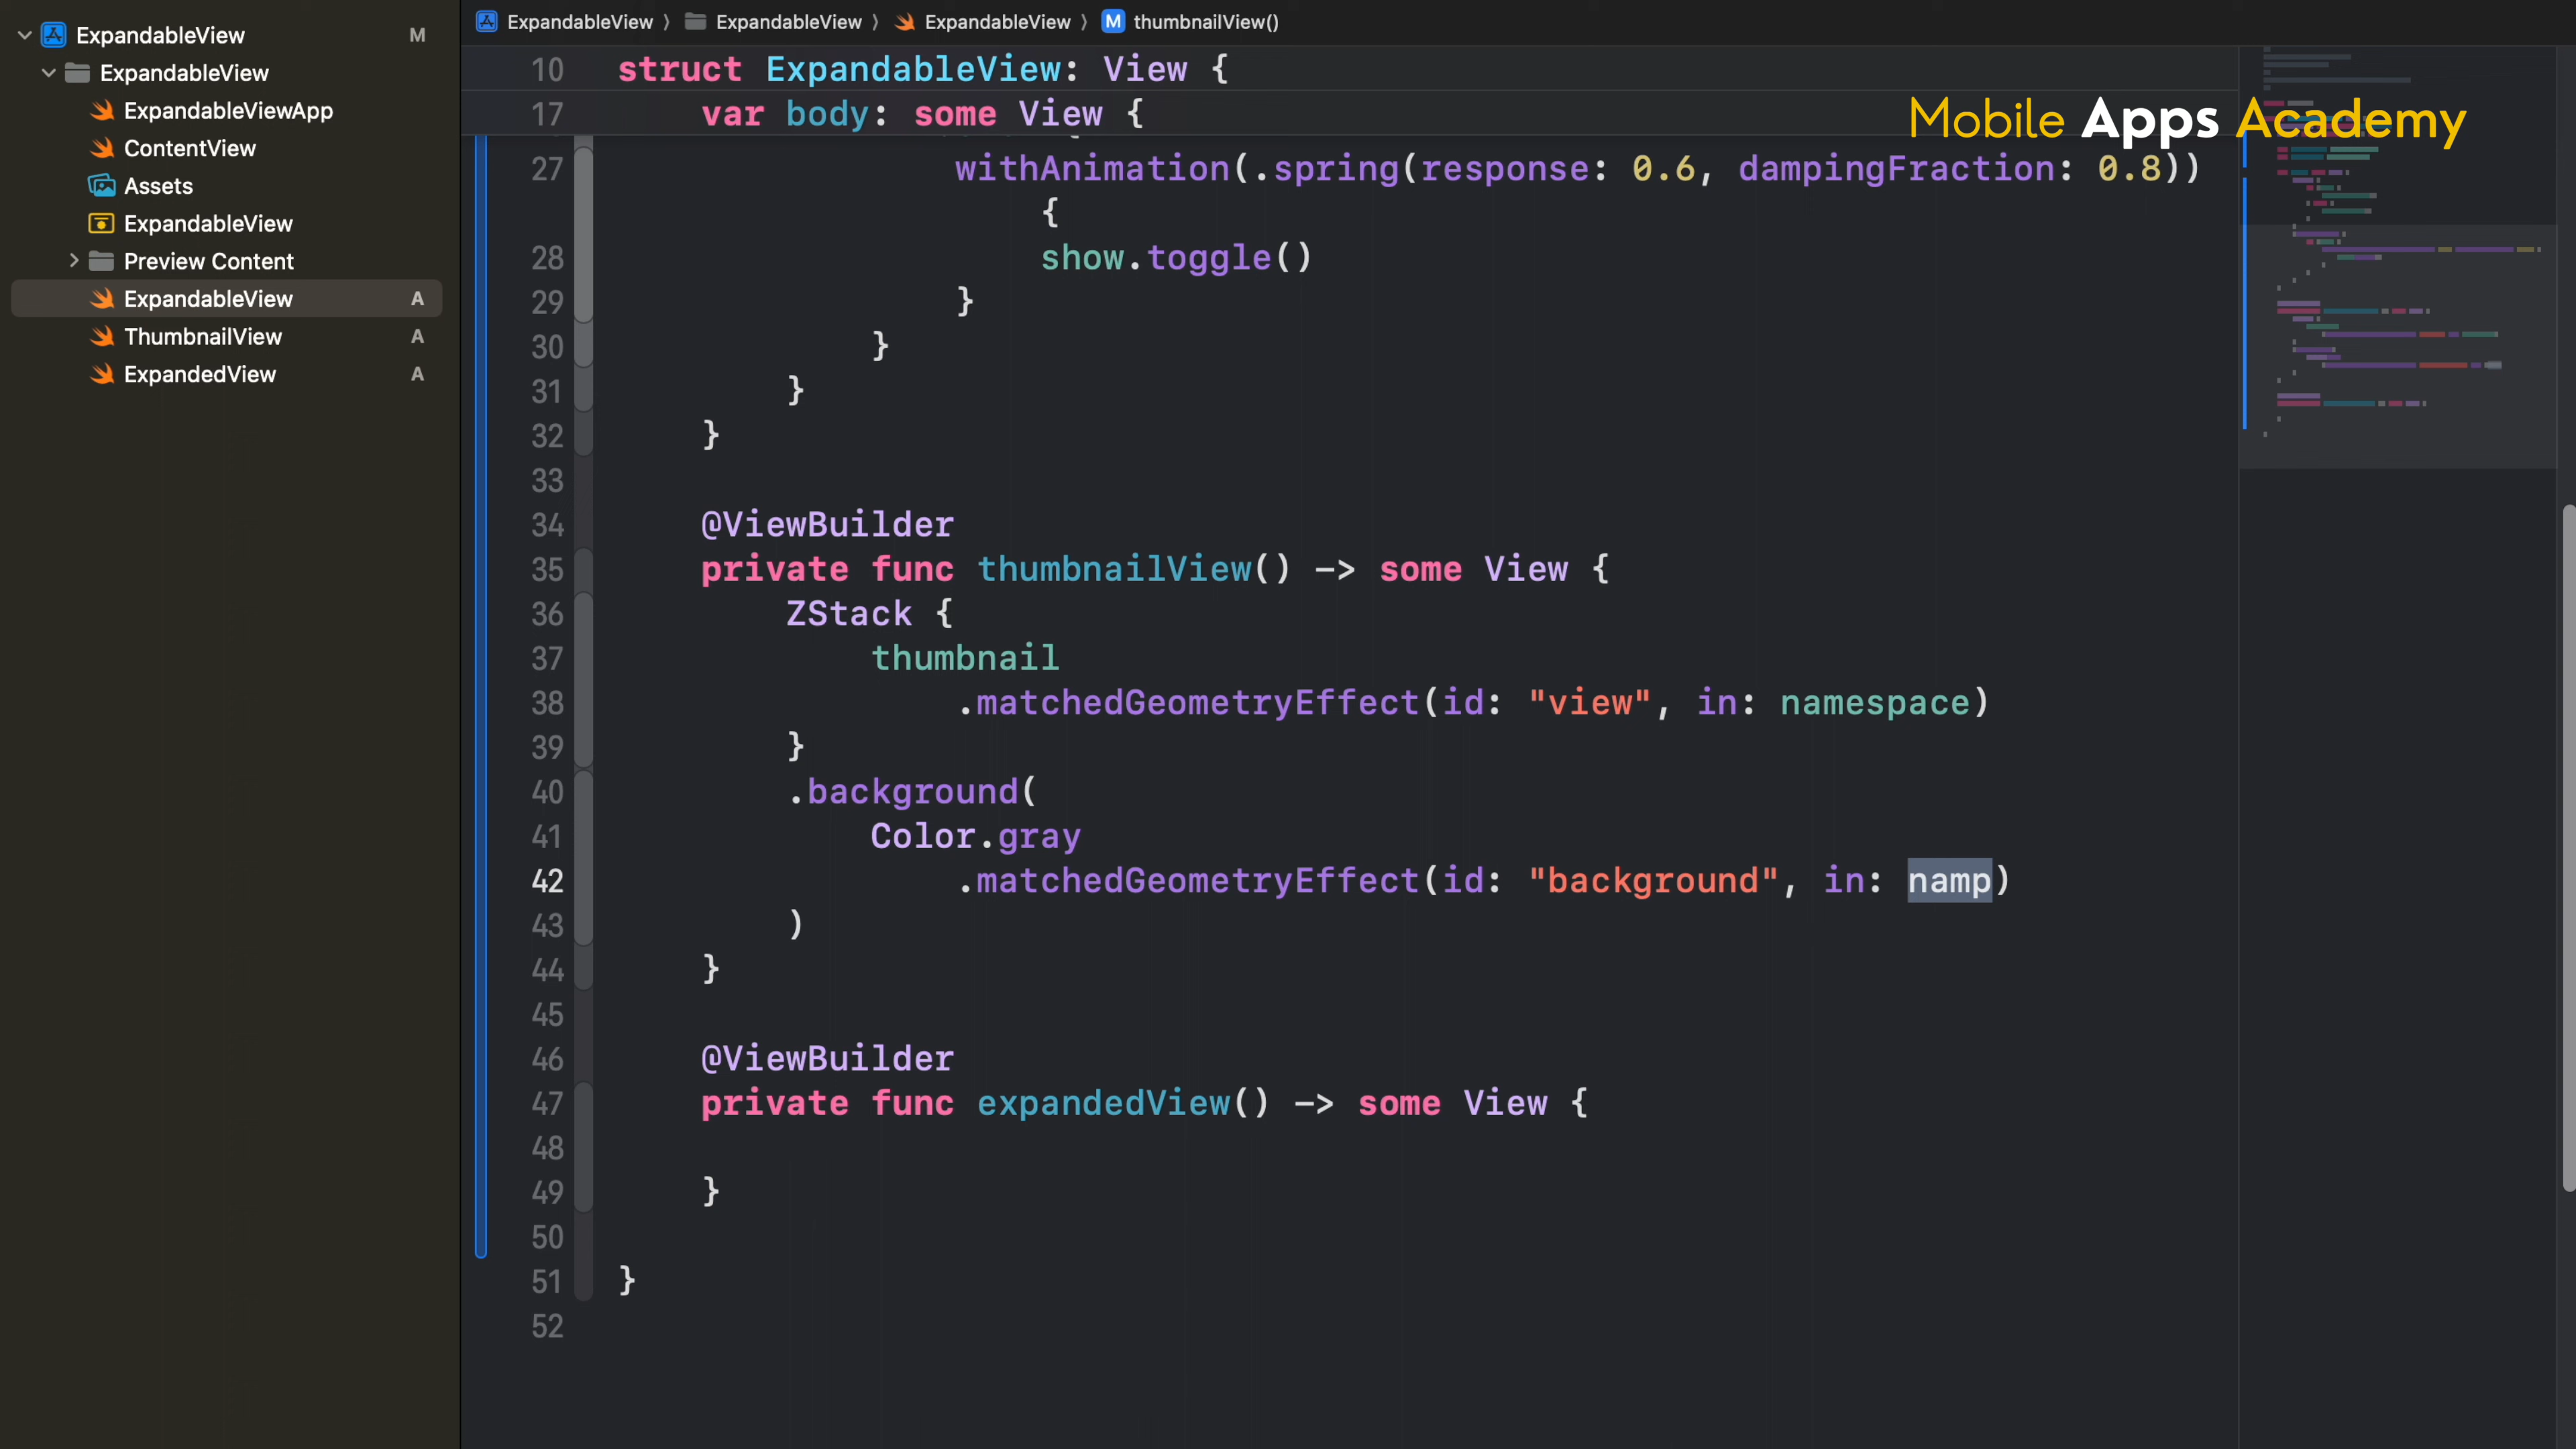 ExpandableView M
ExpandableView
ExpandableViewApp
ContentView
Assets
ExpandableView
Preview Content
ExpandableView A
ThumbnailView A
ExpandedView A
ExpandableView 〉 ExpandableView 〉 ExpandableView 〉 M thumbnailView()
Mobile Apps Academy
10 struct ExpandableView: View {
17 var body: some View {
27 withAnimation(.spring(response: 0.6, dampingFraction: 0.8))
{
28 show.toggle()
29 }
30 }
31 }
32 }
33
34 @ViewBuilder
35 private func thumbnailView() -> some View {
36 ZStack {
37 thumbnail
38 .matchedGeometryEffect(id: "view", in: namespace)
39 }
40 .background(
41 Color.gray
42 .matchedGeometryEffect(id: "background", in: namp)
43 )
44 }
45
46 @ViewBuilder
47 private func expandedView() -> some View {
48
49 }
50
51 }
52